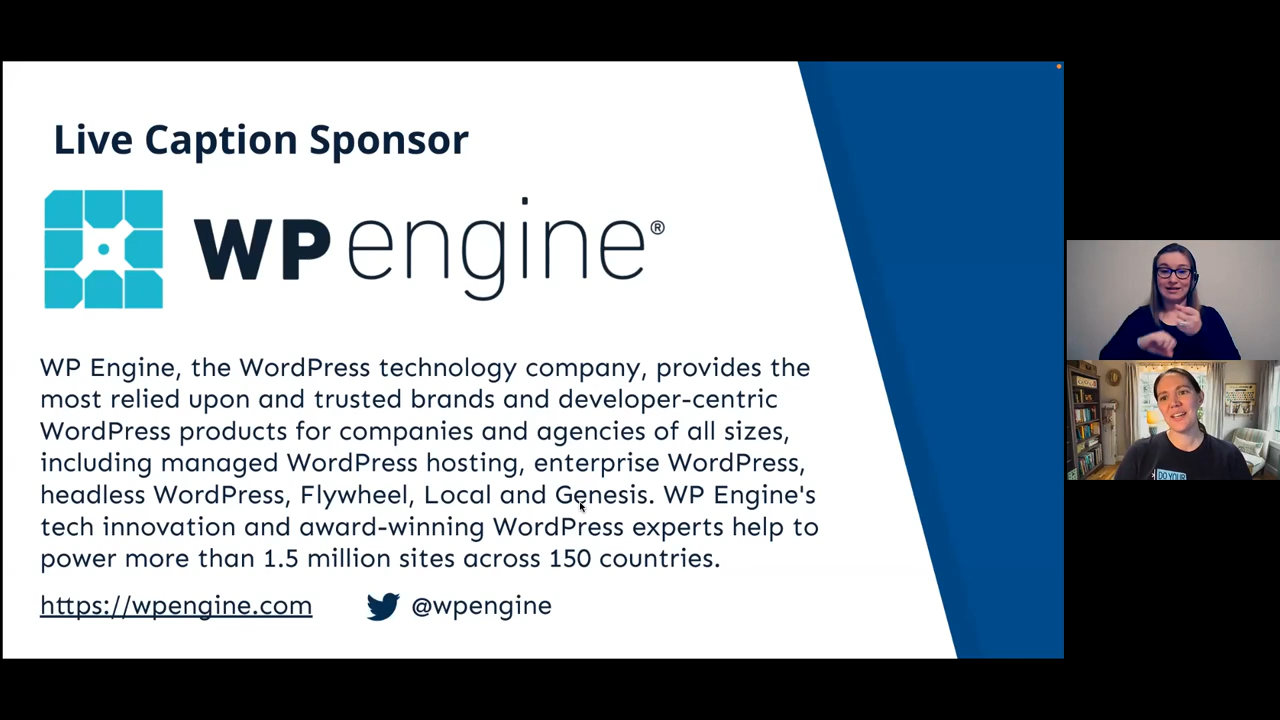 Live Caption Sponsor
WP engine®
WP Engine, the WordPress technology company, provides the
most relied upon and trusted brands and developer-centric
WordPress products for companies and agencies of all sizes,
including managed WordPress hosting, enterprise WordPress,
headless WordPress, Flywheel, Local and Genesis. WP Engine's
tech innovation and award-winning WordPress experts help to
power more than 1.5 million sites across 150 countries.
https://wpengine.com @wpengine
DO YOUR